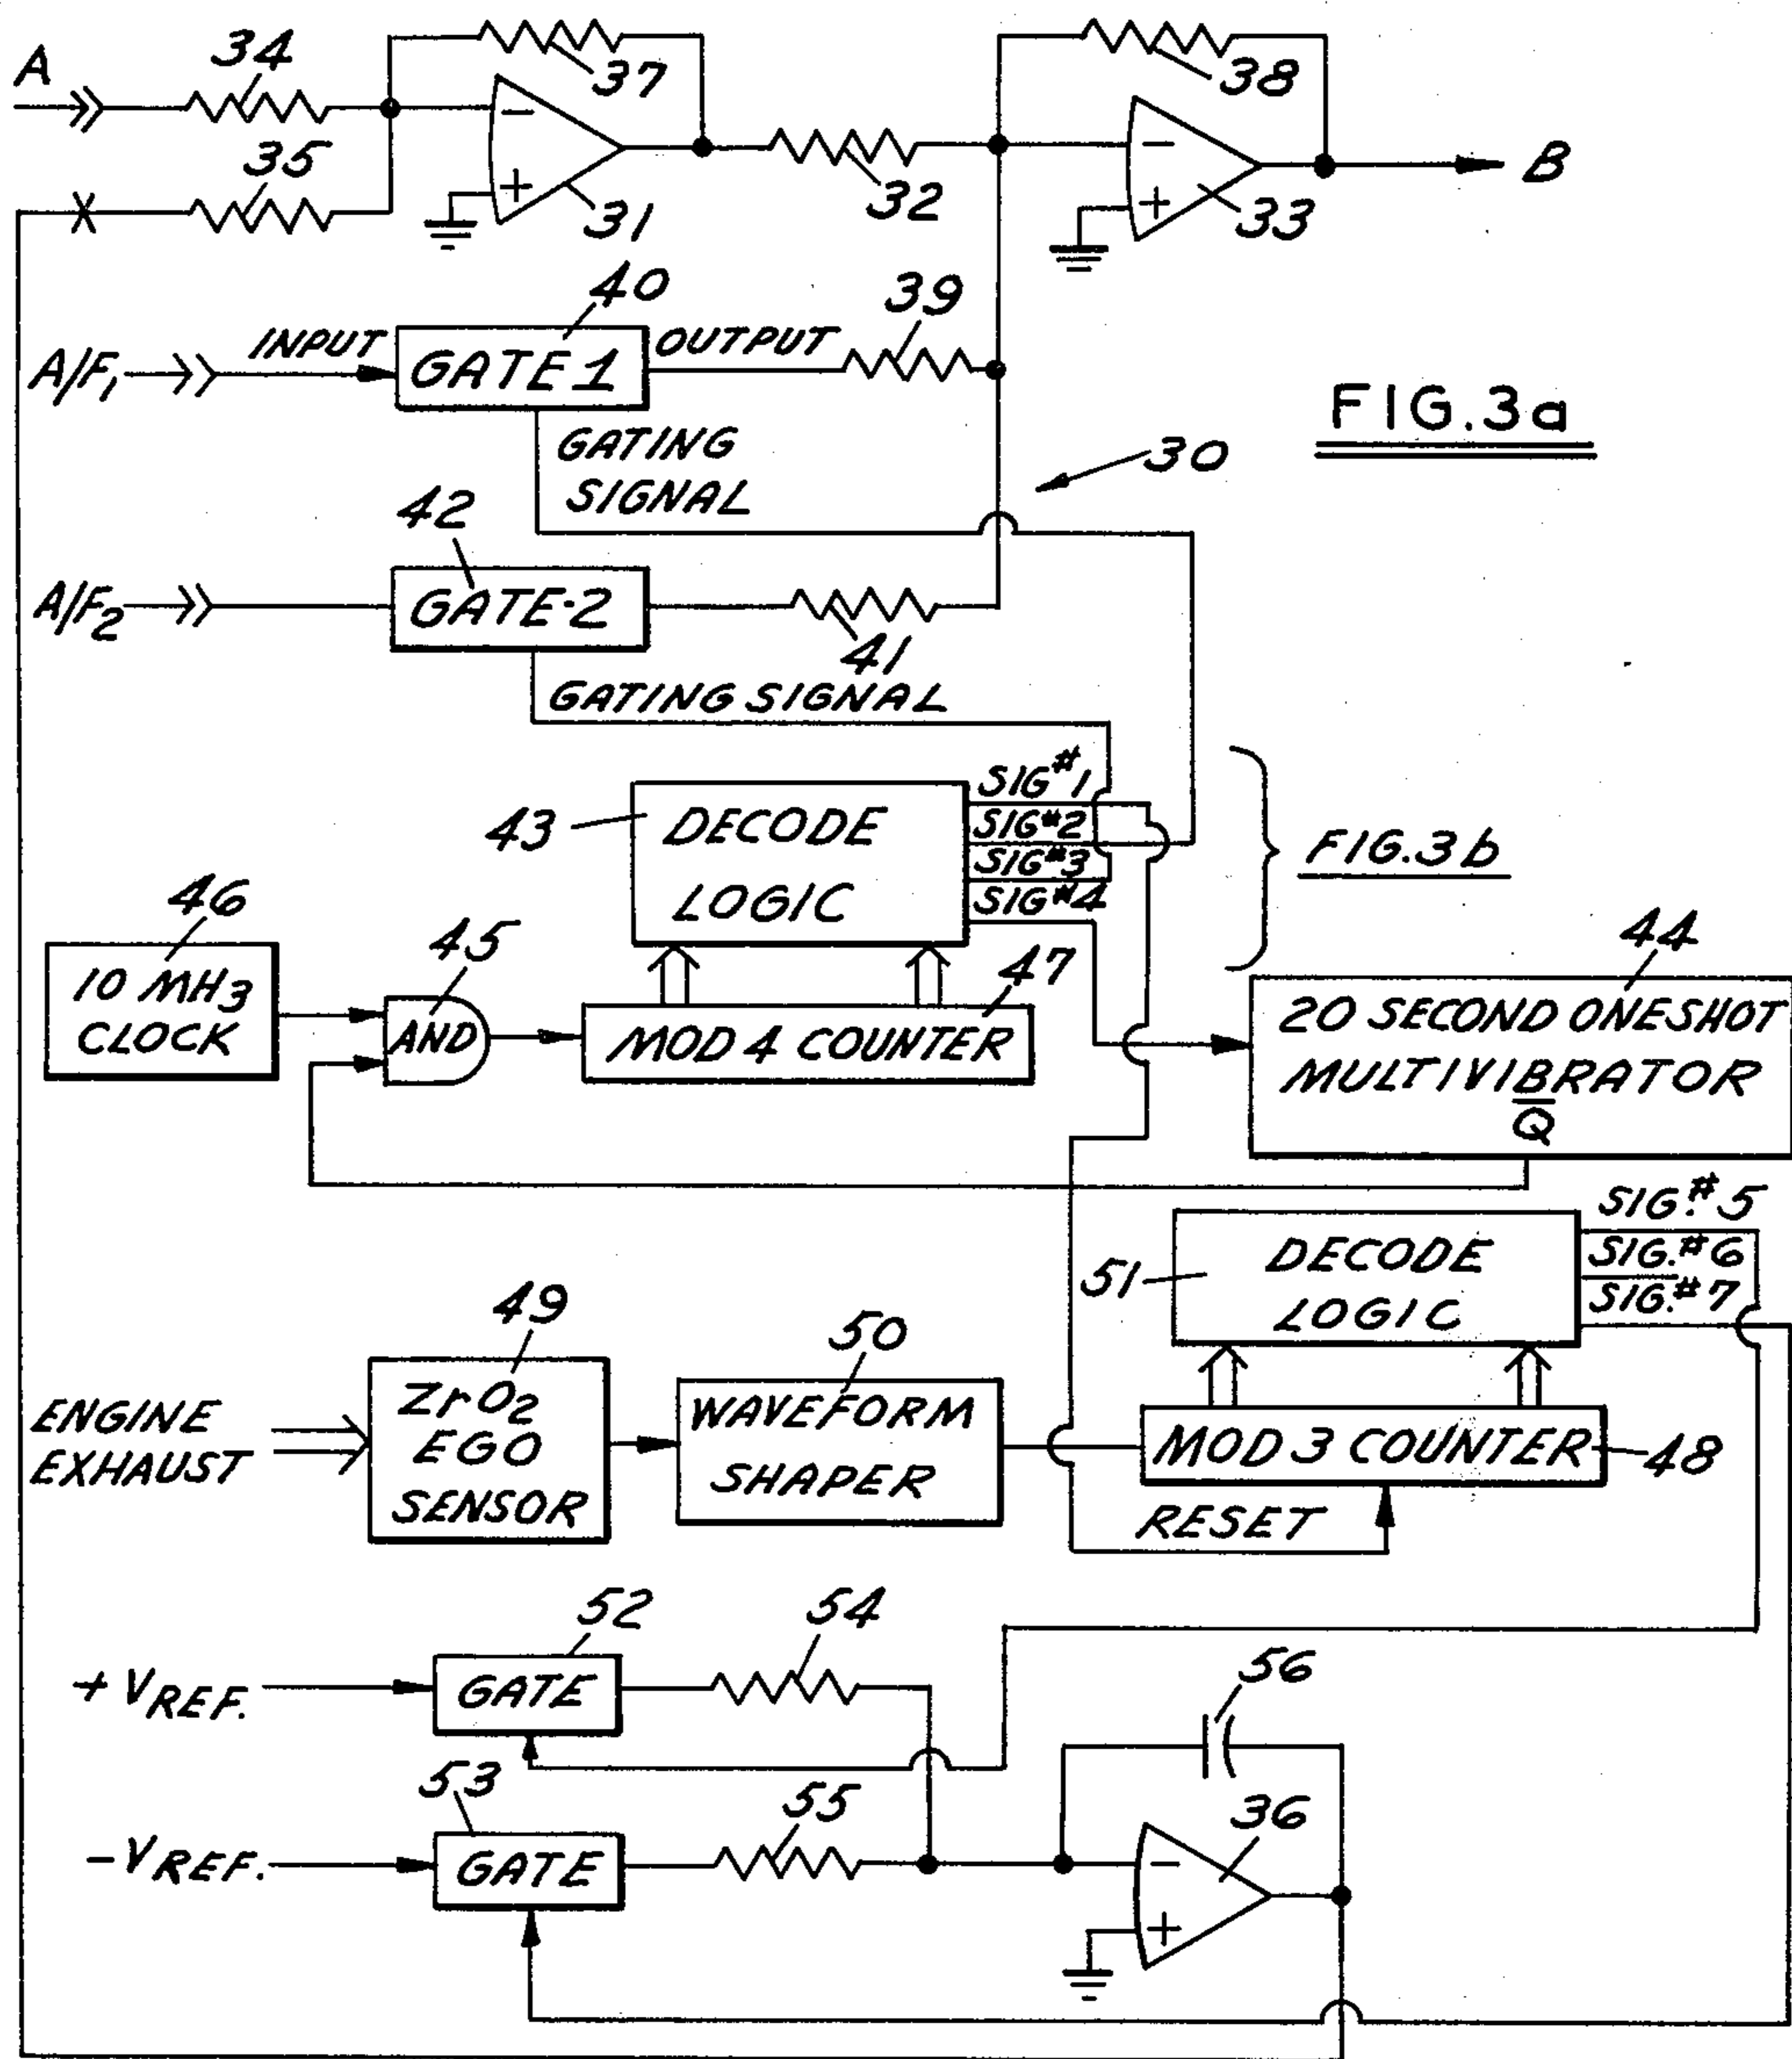 A
34
37
38
35
31
32
33
B
A/F1
INPUT
40
GATE 1
OUTPUT
39
FIG.3a
GATING
SIGNAL
30
42
A/F2
GATE-2
41
GATING SIGNAL
43
DECODE
LOGIC
SIG#1
SIG#2
SIG#3
SIG#4
FIG.3b
46
10 MHz
CLOCK
45
AND
47
MOD 4 COUNTER
44
20 SECOND ONESHOT
MULTIVIBRATOR
Q̅
51
DECODE
LOGIC
SIG.#5
SIG.#6
SIG.#7
ENGINE
EXHAUST
49
ZrO2
EGO
SENSOR
50
WAVEFORM
SHAPER
MOD 3 COUNTER
48
RESET
52
54
+VREF.
GATE
56
53
55
36
-VREF.
GATE